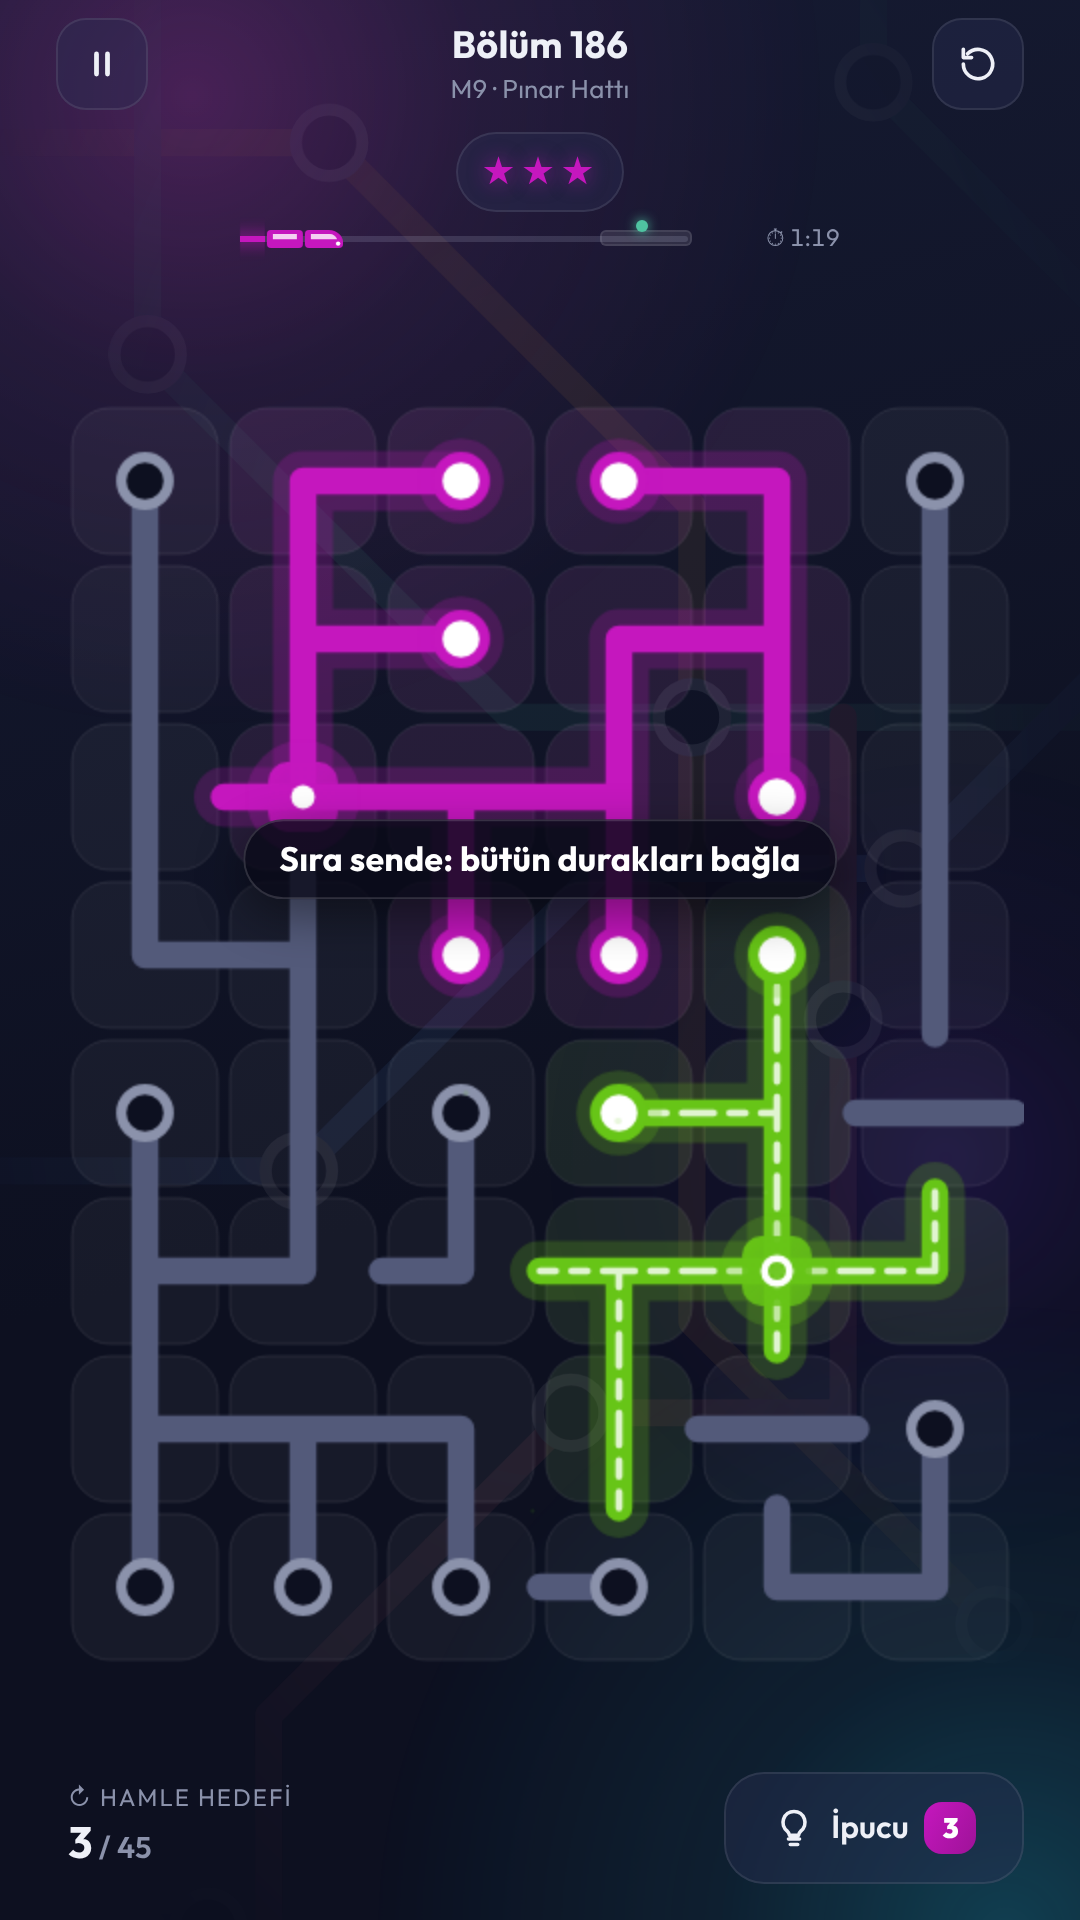 Bölüm 186
M9 · Pınar Hattı
★ ★ ★
⏱ 1:19
Sıra sende: bütün durakları bağla
↻ HAMLE HEDEFİ
3 / 45
İpucu 3